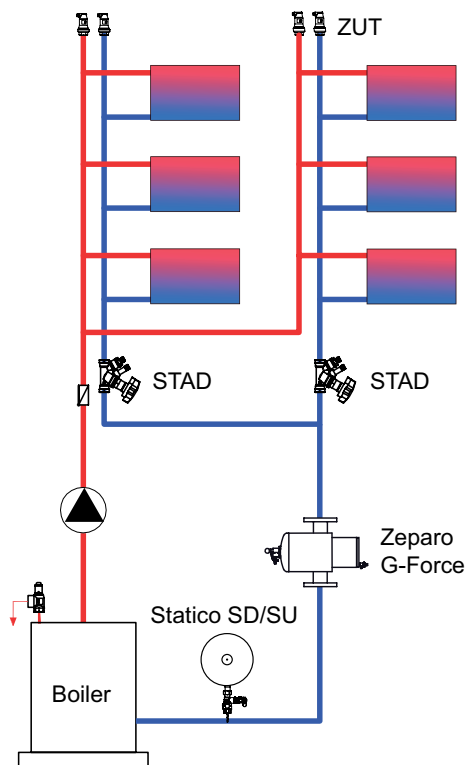 ZUT
STAD
STAD
Zeparo
G-Force
Statico SD/SU
Boiler